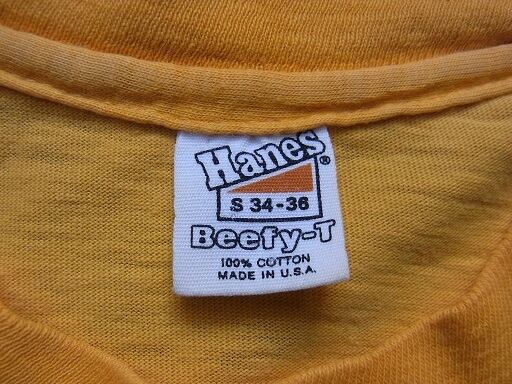 Hanes®
S 34-36
Beefy-T
100% COTTON
MADE IN U.S.A.